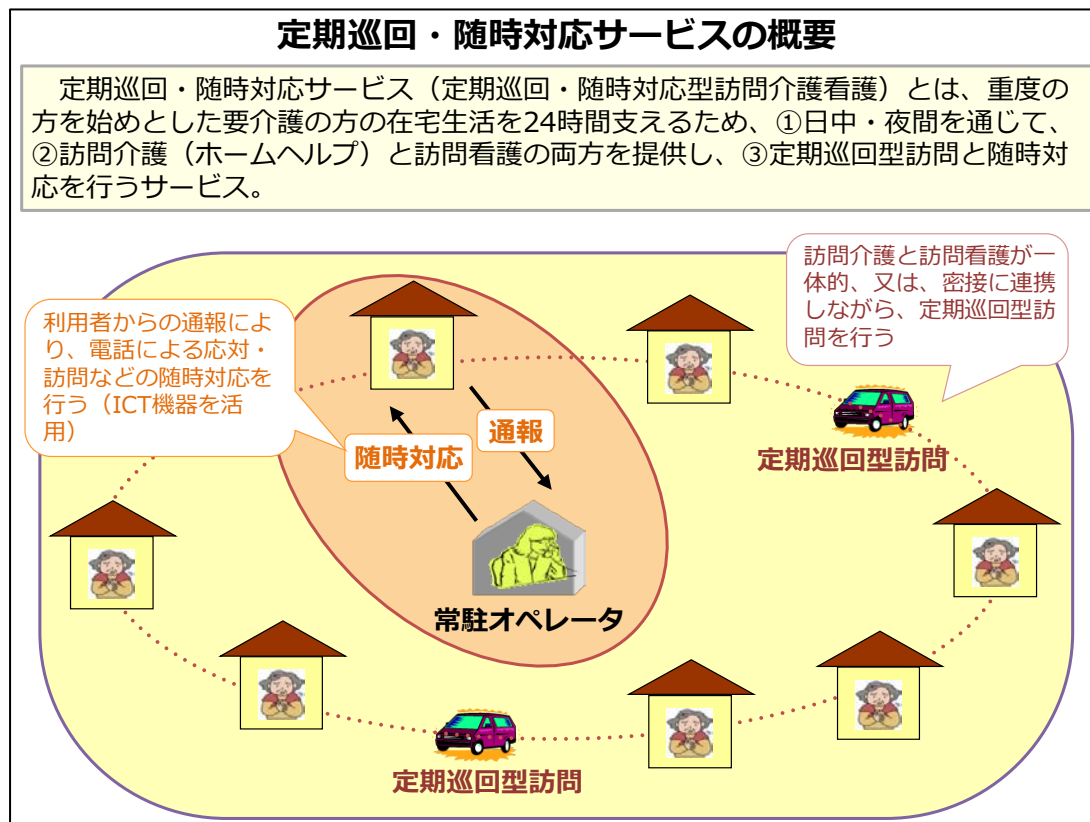 定期巡回・随時対応サービスの概要
定期巡回・随時対応サービス（定期巡回・随時対応型訪問介護看護）とは、重度の
方を始めとした要介護の方の在宅生活を24時間支えるため、①日中・夜間を通じて、
②訪問介護（ホームヘルプ）と訪問看護の両方を提供し、③定期巡回型訪問と随時対
応を行うサービス。
訪問介護と訪問看護が一
体的、又は、密接に連携
しながら、定期巡回型訪
問を行う
利用者からの通報によ
り、電話による応対・
訪問などの随時対応を
行う（ICT機器を活
用）
通報
随時対応
定期巡回型訪問
常駐オペレータ
定期巡回型訪問